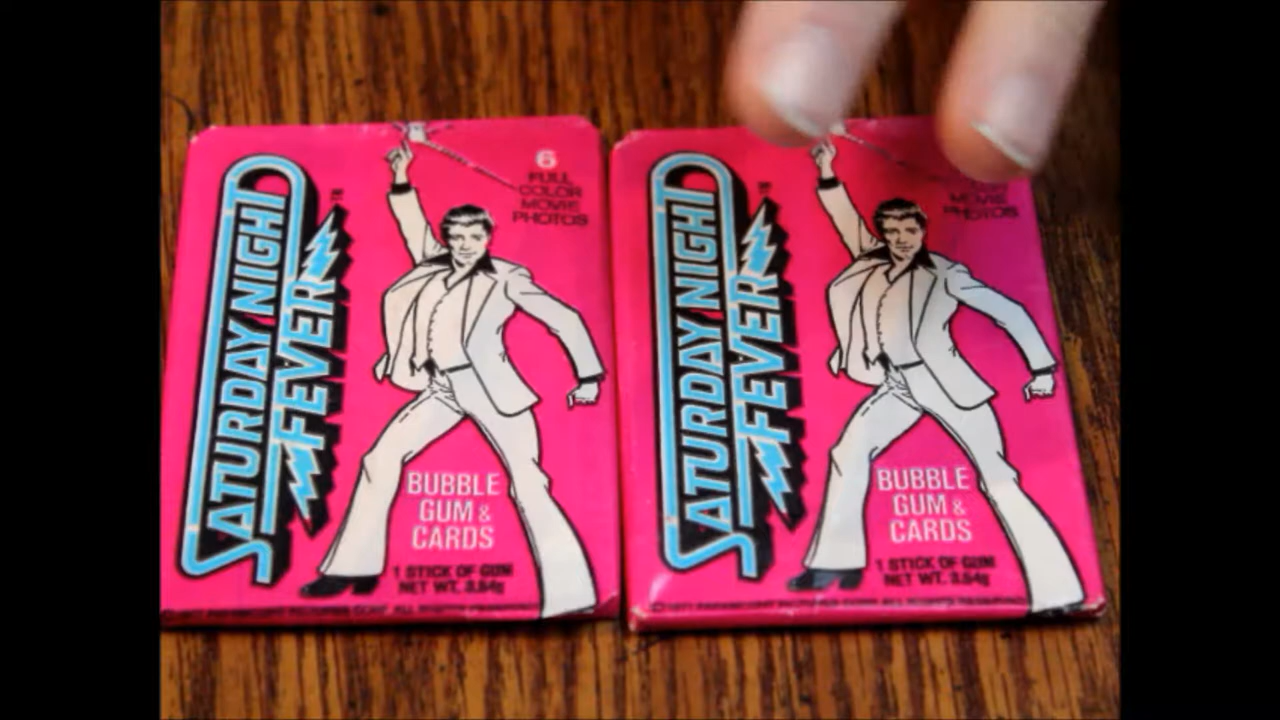 SATURDAY NIGHT
FEVER
6
FULL
COLOR
MOVIE
PHOTOS
BUBBLE
GUM &
CARDS
1 STICK OF GUM
NET WT. 3.54g
SATURDAY NIGHT
FEVER
MOVIE
PHOTOS
BUBBLE
GUM &
CARDS
1 STICK OF GUM
NET WT. 3.54g